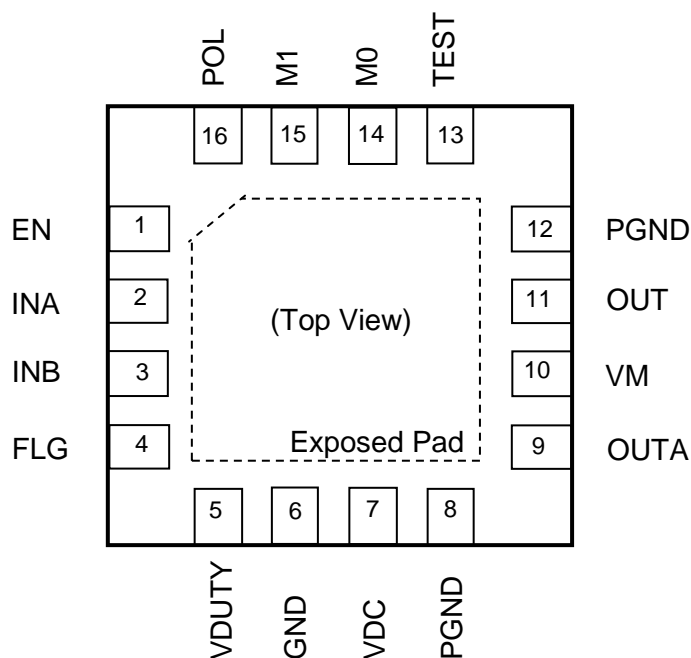 POL M1 M0 TEST
16 15 14 13
EN 1 12 PGND
INA 2 11 OUT
(Top View)
INB 3 10 VM
FLG 4 Exposed Pad 9 OUTA
5 6 7 8
VDUTY GND VDC PGND